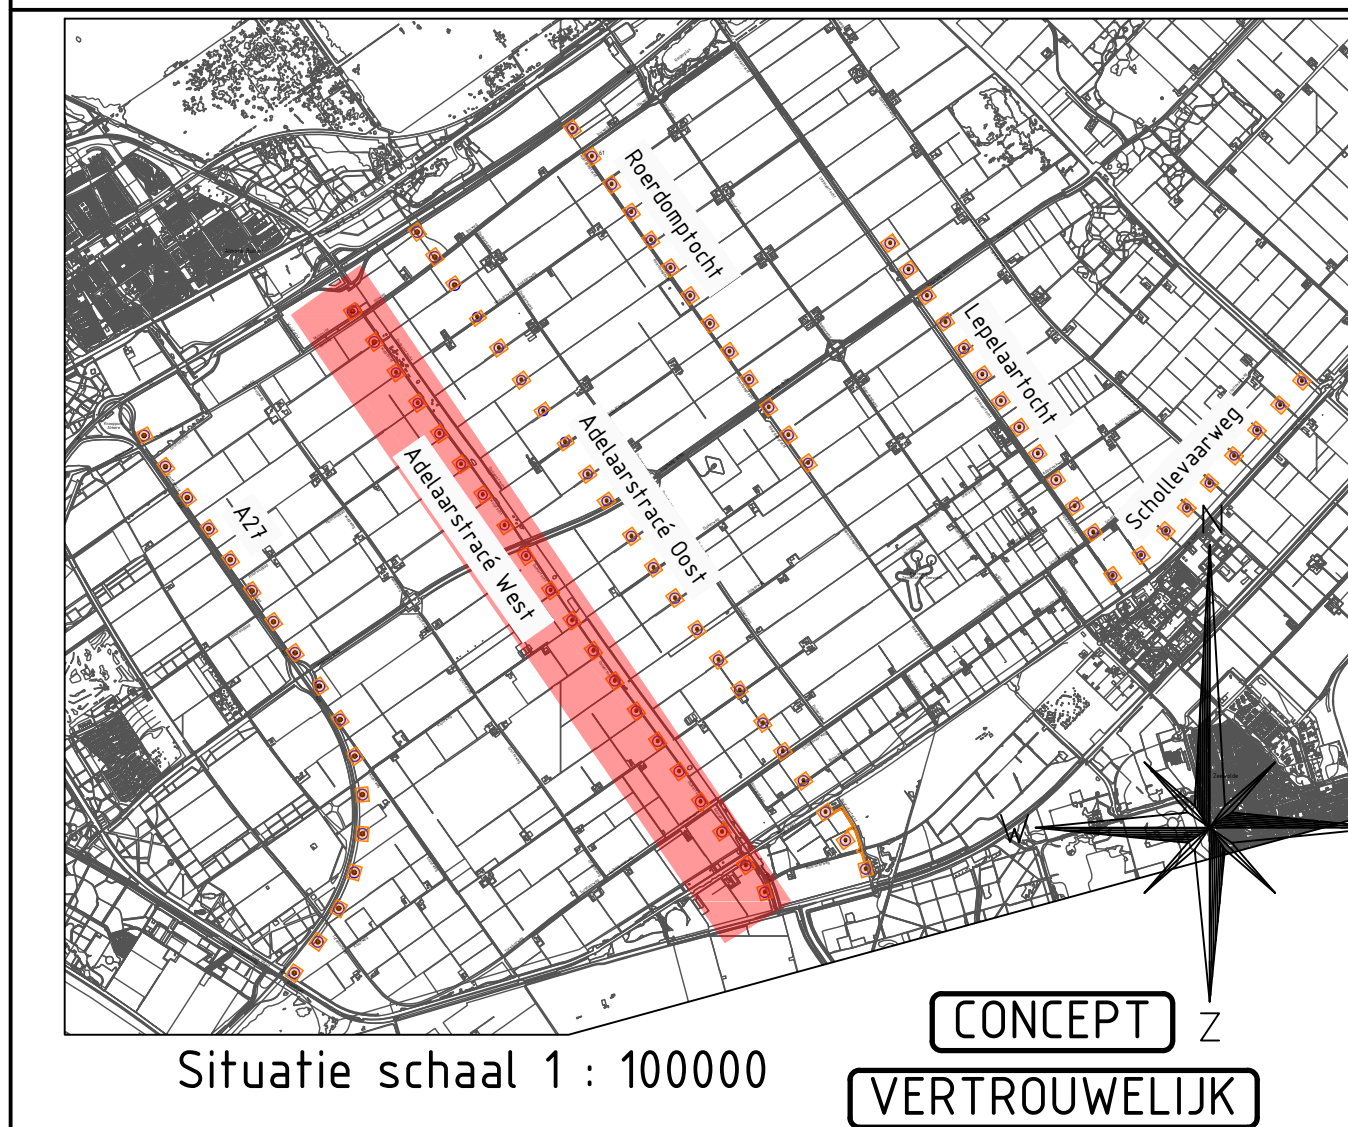 Roerdomptocht
Lepelaartocht
Schollevaarweg
Adelaarstracé Oost
Adelaarstracé West
A27
N
W
Z
CONCEPT
Situatie schaal 1 : 100000
VERTROUWELIJK